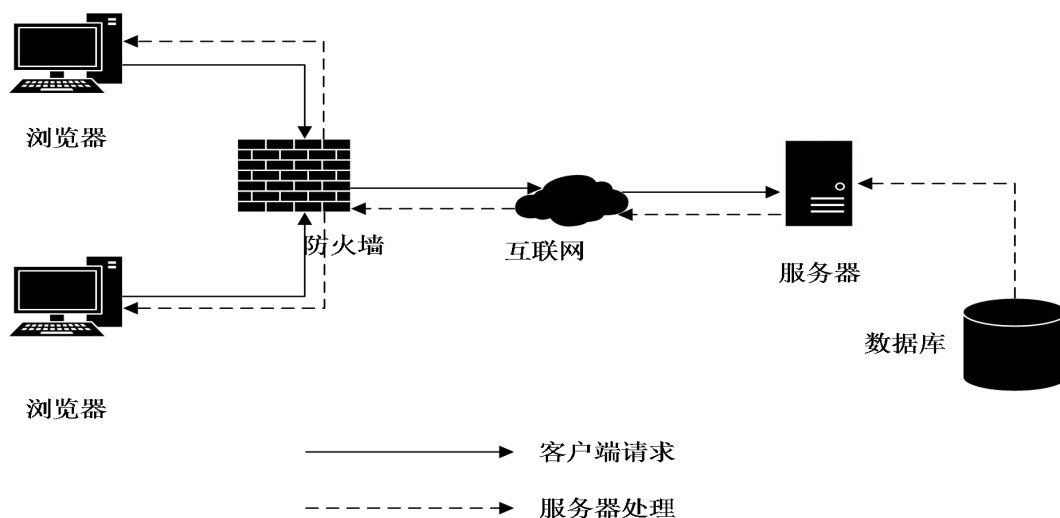 浏览器
防火墙
互联网
服务器
数据库
浏览器
客户端请求
服务器处理